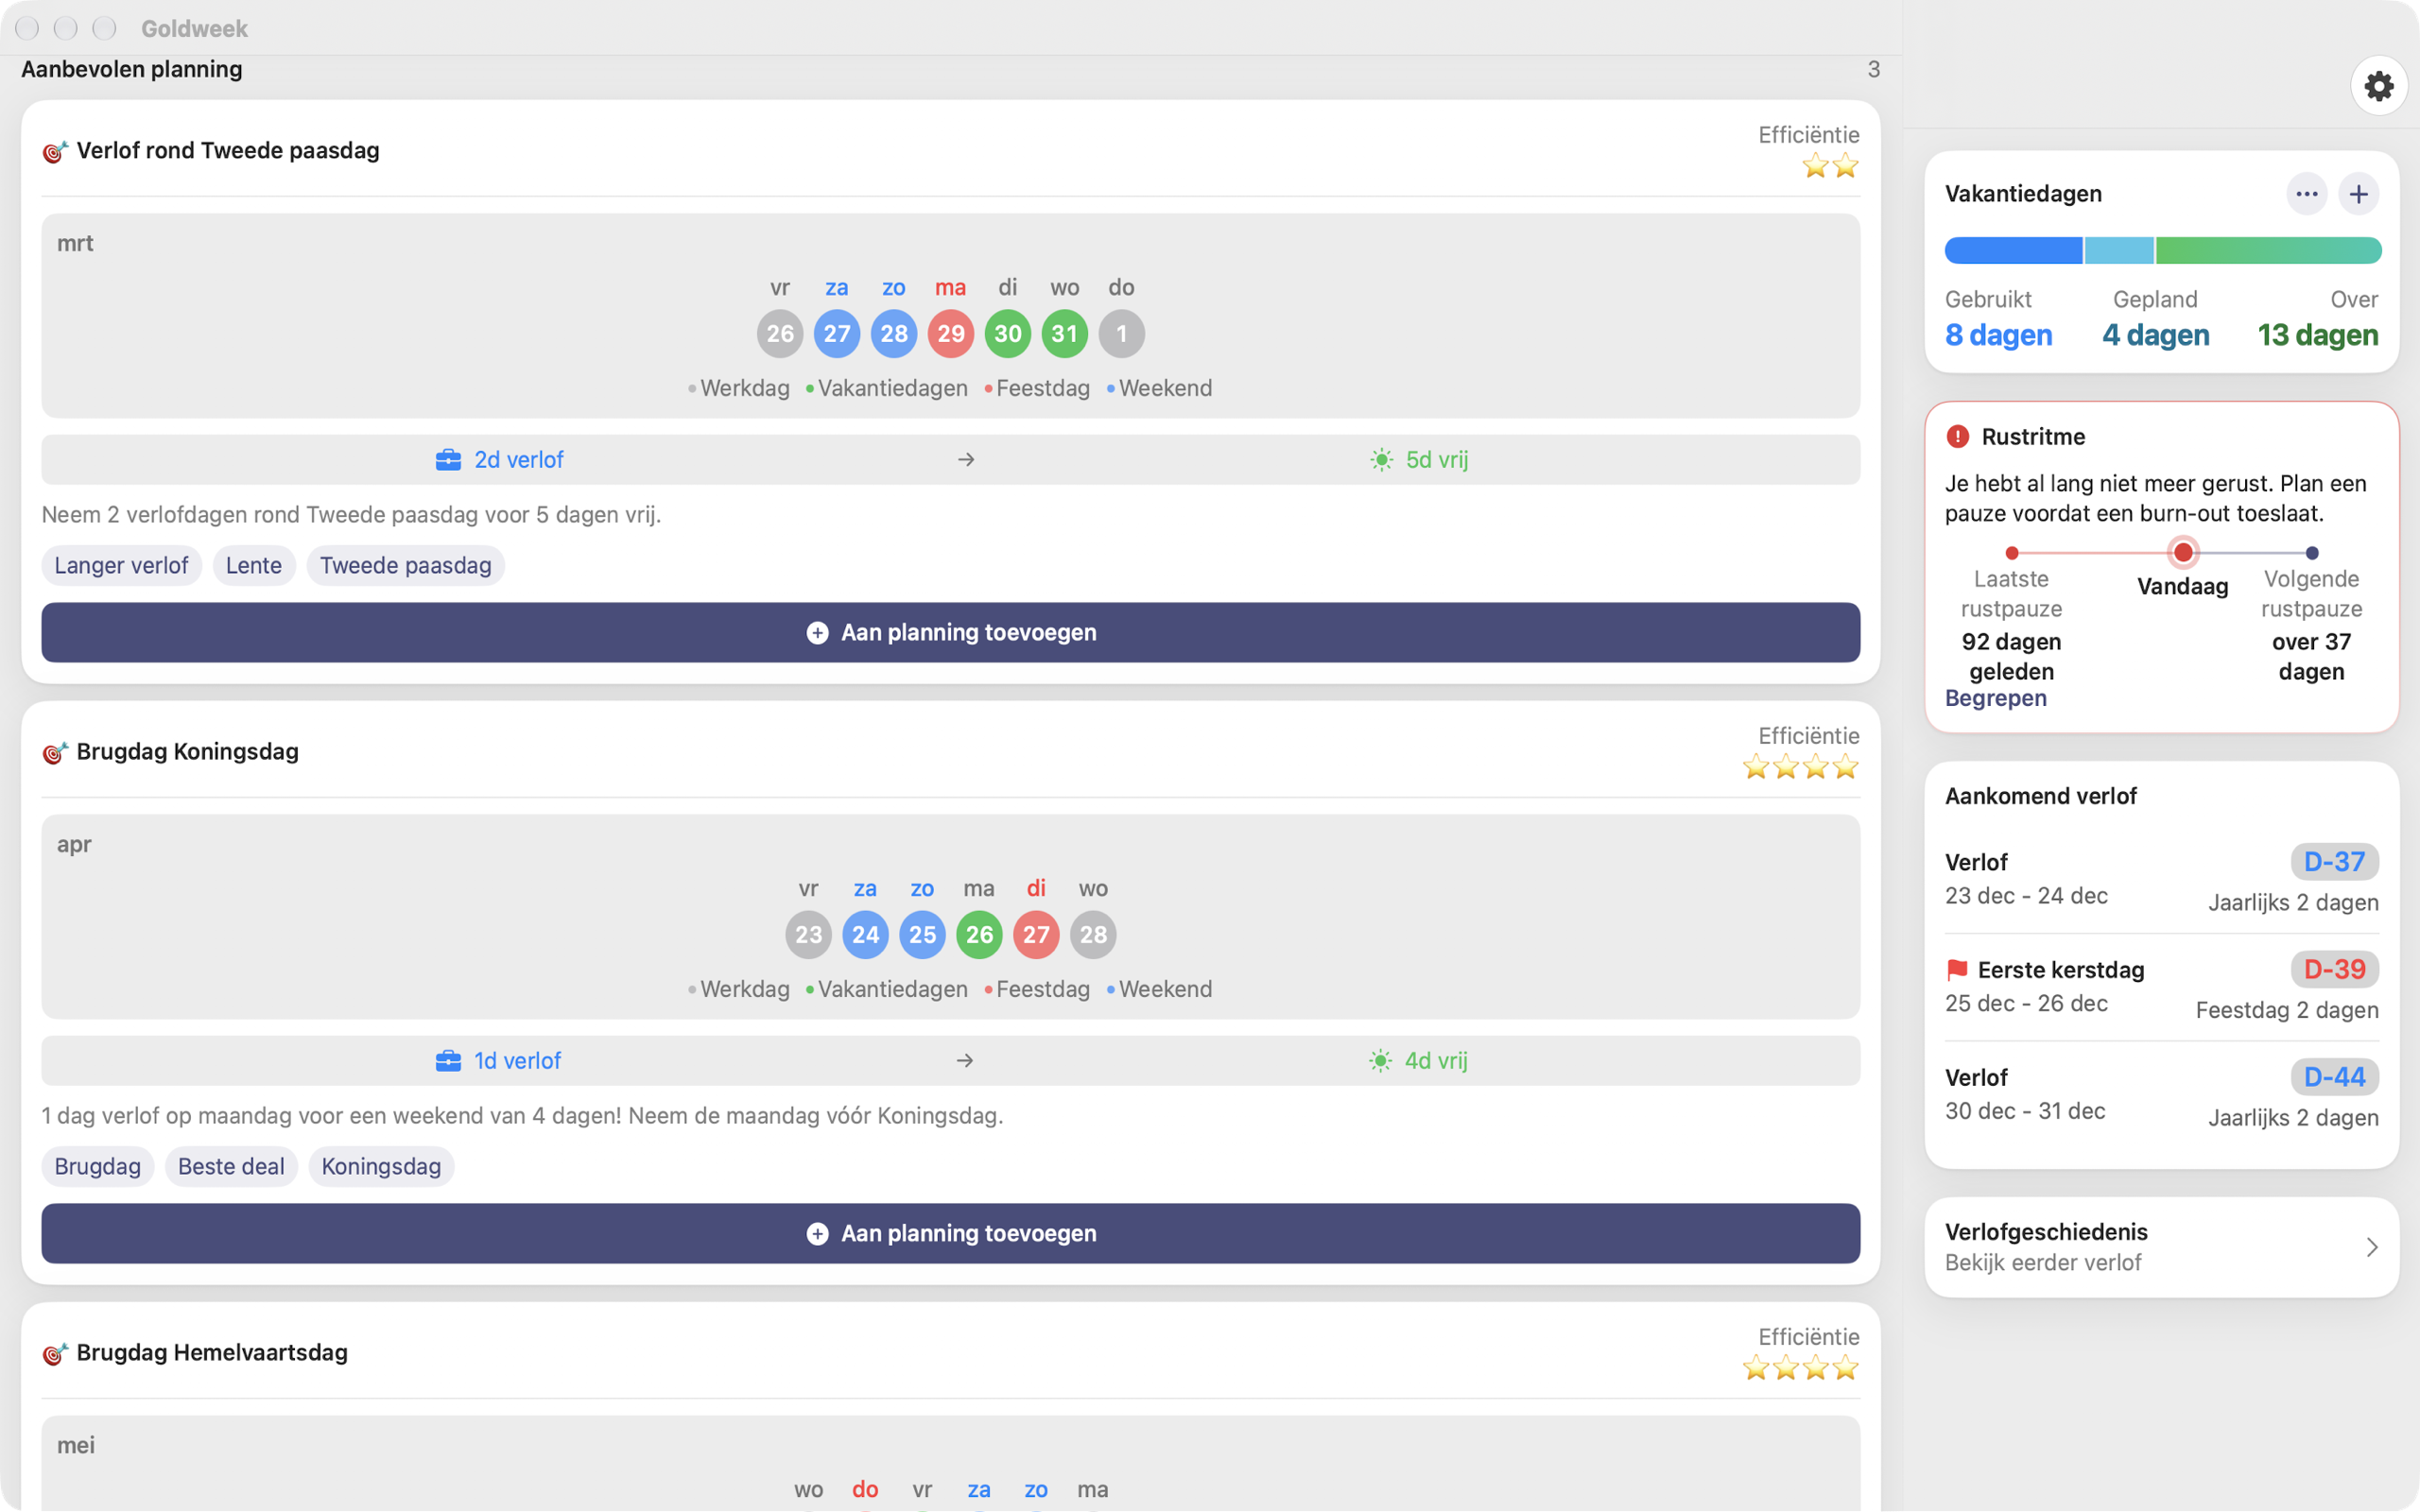 Goldweek
Aanbevolen planning
3
Verlof rond Tweede paasdag
Efficiëntie
mrt
vr za zo ma di wo do
26 27 28 29 30 31 1
Werkdag Vakantiedagen Feestdag Weekend
2d verlof → 5d vrij
Neem 2 verlofdagen rond Tweede paasdag voor 5 dagen vrij.
Langer verlof Lente Tweede paasdag
Aan planning toevoegen
Brugdag Koningsdag
Efficiëntie
apr
vr za zo ma di wo
23 24 25 26 27 28
Werkdag Vakantiedagen Feestdag Weekend
1d verlof → 4d vrij
1 dag verlof op maandag voor een weekend van 4 dagen! Neem de maandag vóór Koningsdag.
Brugdag Beste deal Koningsdag
Aan planning toevoegen
Brugdag Hemelvaartsdag
Efficiëntie
mei
wo do vr za zo ma
Vakantiedagen
Gebruikt Gepland Over
8 dagen 4 dagen 13 dagen
Rustritme
Je hebt al lang niet meer gerust. Plan een
pauze voordat een burn-out toeslaat.
Laatste
rustpauze
92 dagen
geleden
Vandaag
Volgende
rustpauze
over 37
dagen
Begrepen
Aankomend verlof
Verlof D-37
23 dec - 24 dec Jaarlijks 2 dagen
Eerste kerstdag D-39
25 dec - 26 dec Feestdag 2 dagen
Verlof D-44
30 dec - 31 dec Jaarlijks 2 dagen
Verlofgeschiedenis
Bekijk eerder verlof